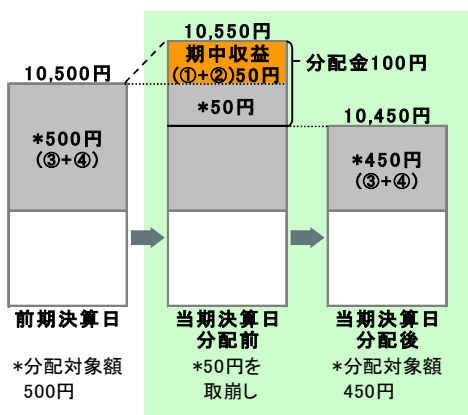 10,550円
期中収益
(①+②)50円
分配金100円
10,500円
*50円
10,450円
*500円
(③+④)
*450円
(③+④)
前期決算日
当期決算日
分配前
当期決算日
分配後
*分配対象額
500円
*50円を
取崩し
*分配対象額
450円